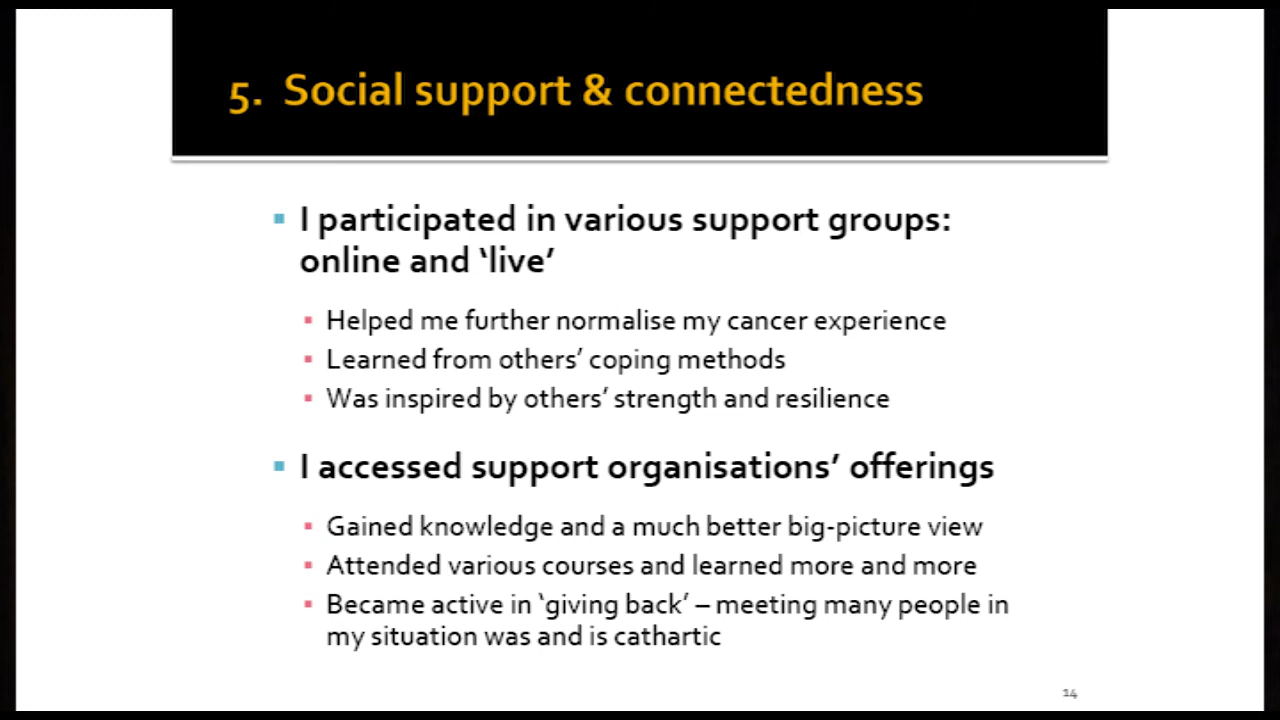 5. Social support & connectedness
I participated in various support groups:
online and ‘live’
Helped me further normalise my cancer experience
Learned from others’ coping methods
Was inspired by others’ strength and resilience
I accessed support organisations’ offerings
Gained knowledge and a much better big-picture view
Attended various courses and learned more and more
Became active in ‘giving back’ – meeting many people in
my situation was and is cathartic
14